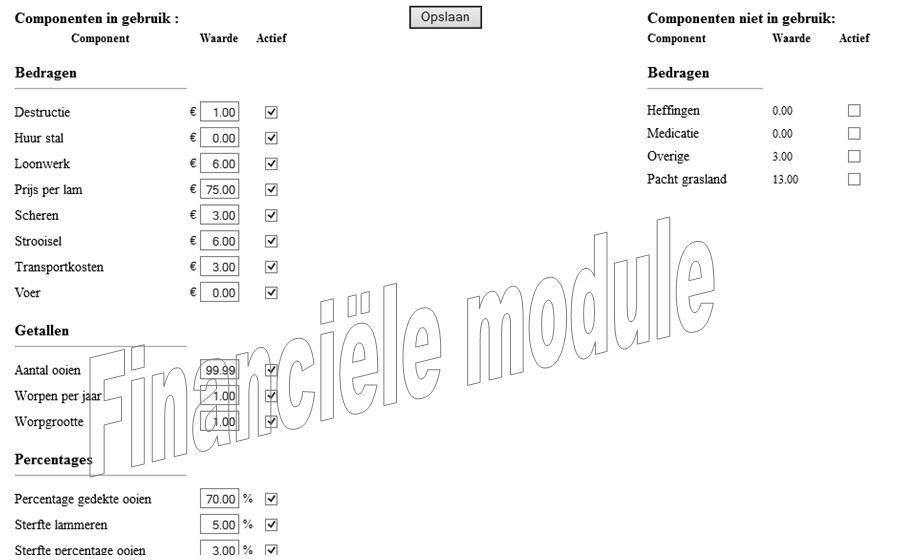 Componenten in gebruik :
Component Waarde Actief
Bedragen
Destructie € 1.00
Huur stal € 0.00
Loonwerk € 6.00
Prijs per lam € 75.00
Scheren € 3.00
Strooisel € 6.00
Transportkosten € 3.00
Voer € 0.00
Getallen
Aantal ooien 99.99
Worpen per jaar 1.00
Worpgrootte 1.00
Percentages
Percentage gedekte ooien 70.00 %
Sterfte lammeren 5.00 %
Sterfte percentage ooien 3.00 %
Opslaan
Componenten niet in gebruik:
Component Waarde Actief
Bedragen
Heffingen 0.00
Medicatie 0.00
Overige 3.00
Pacht grasland 13.00
Financiële module